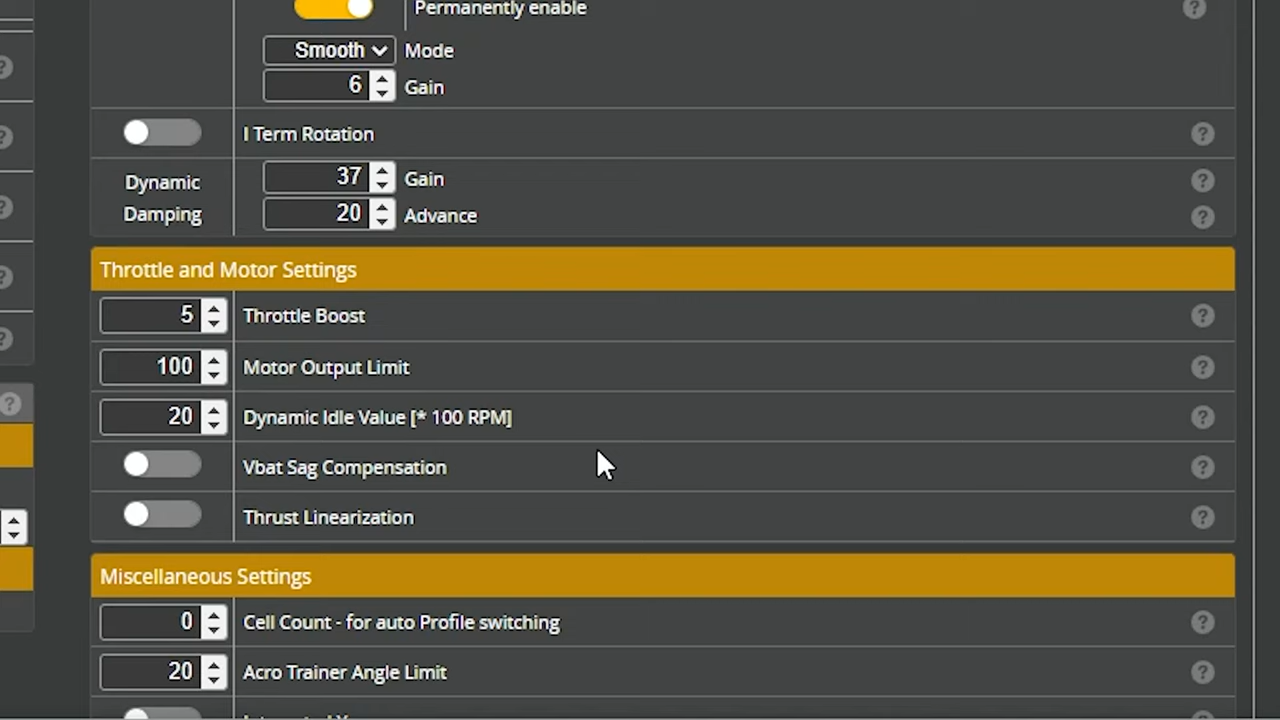 Permanently enable
Smooth Mode
6 Gain
I Term Rotation
Dynamic Damping
37 Gain
20 Advance
Throttle and Motor Settings
5 Throttle Boost
100 Motor Output Limit
20 Dynamic Idle Value [* 100 RPM]
Vbat Sag Compensation
Thrust Linearization
Miscellaneous Settings
0 Cell Count - for auto Profile switching
20 Acro Trainer Angle Limit